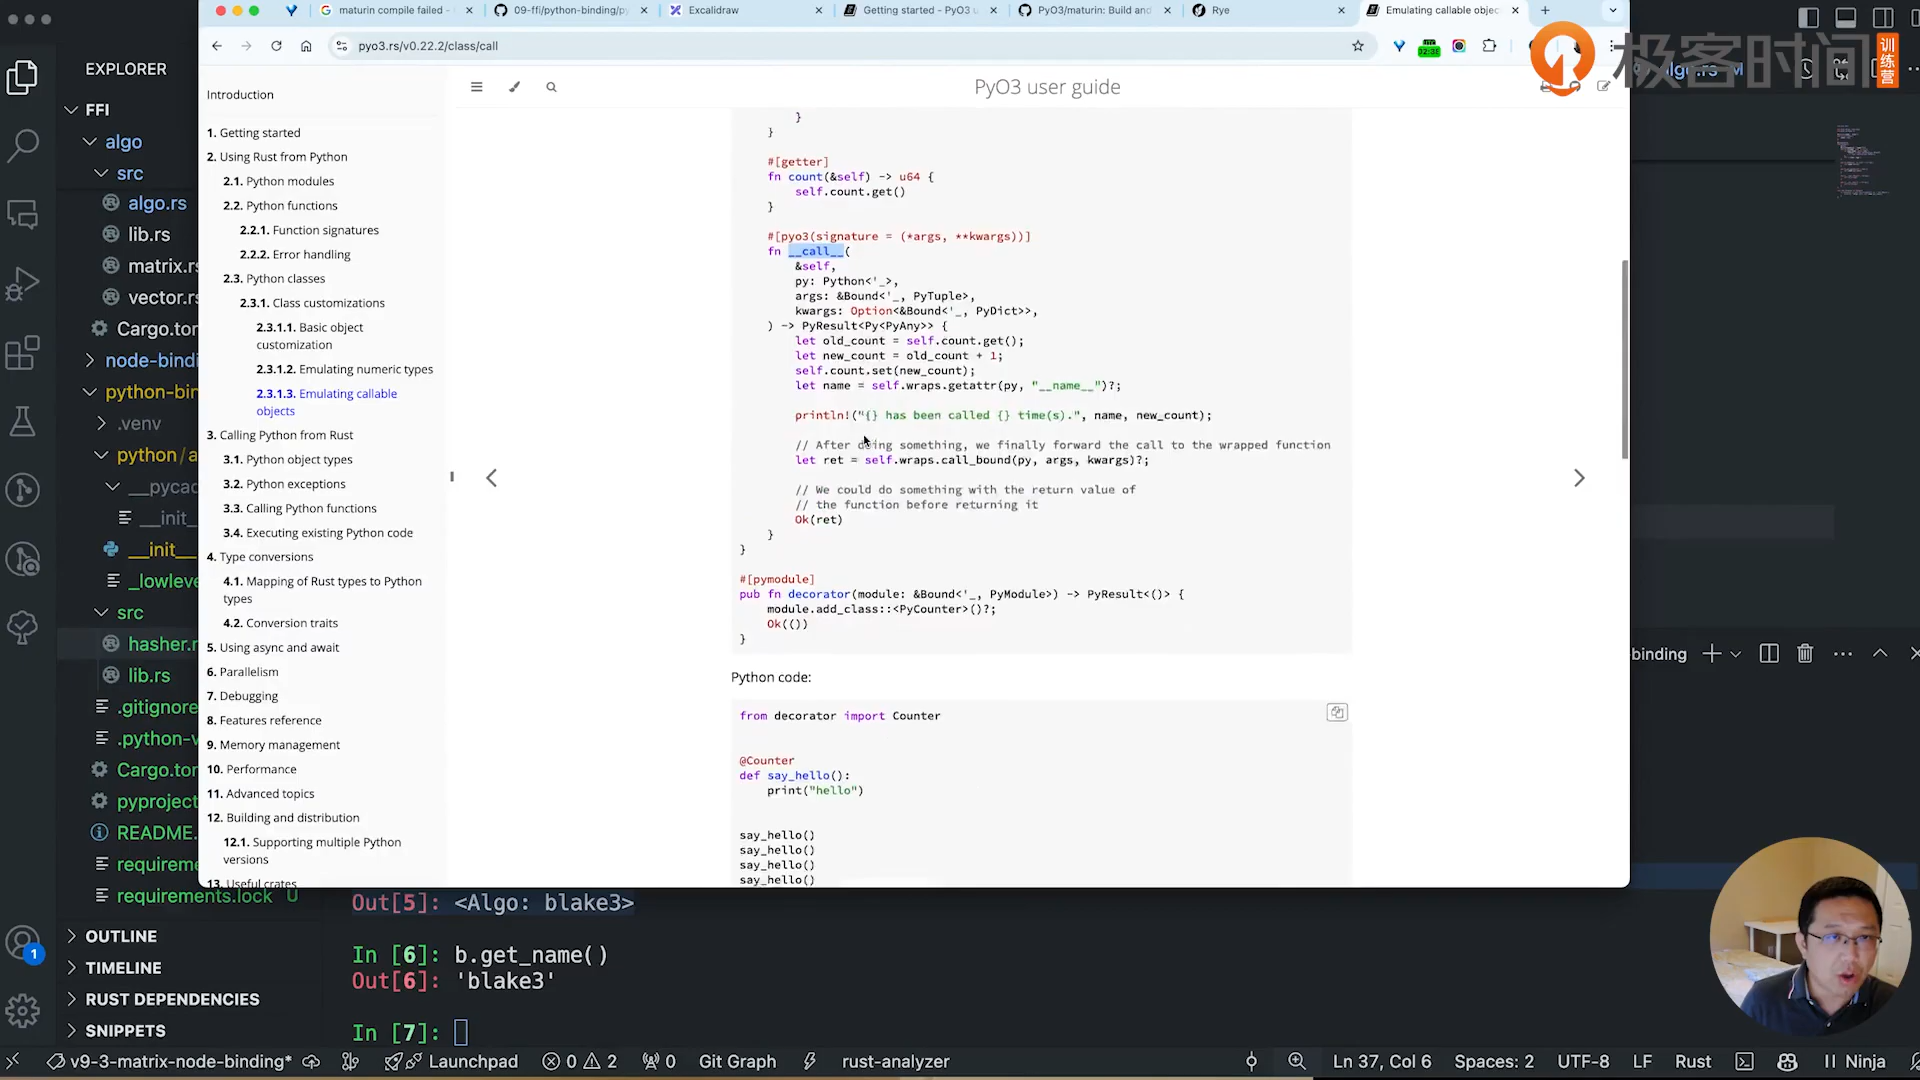 maturin compile failed -
09-ffi/python-binding/py
Excalidraw
Getting started - PyO3 u
PyO3/maturin: Build and
Rye
Emulating callable objec
pyo3.rs/v0.22.2/class/call
32:3E
极客时间
训练营
EXPLORER
FFI
algo
src
algo.rs
lib.rs
matrix.rs
vector.rs
Cargo.tor
node-bindi
python-bin
.venv
python/a
__pycac
__init_
__init__
_lowleve
src
hasher.r
lib.rs
.gitignore
.python-v
Cargo.tor
pyproject
README.
requireme
requirements.lock U
OUTLINE
TIMELINE
RUST DEPENDENCIES
SNIPPETS
1
Introduction
1. Getting started
2. Using Rust from Python
2.1. Python modules
2.2. Python functions
2.2.1. Function signatures
2.2.2. Error handling
2.3. Python classes
2.3.1. Class customizations
2.3.1.1. Basic object
customization
2.3.1.2. Emulating numeric types
2.3.1.3. Emulating callable
objects
3. Calling Python from Rust
3.1. Python object types
3.2. Python exceptions
3.3. Calling Python functions
3.4. Executing existing Python code
4. Type conversions
4.1. Mapping of Rust types to Python
types
4.2. Conversion traits
5. Using async and await
6. Parallelism
7. Debugging
8. Features reference
9. Memory management
10. Performance
11. Advanced topics
12. Building and distribution
12.1. Supporting multiple Python
versions
13. Useful crates
PyO3 user guide
}
}
#[getter]
fn count(&self) -> u64 {
self.count.get()
}
#[pyo3(signature = (*args, **kwargs))]
fn __call__(
&self,
py: Python<'_>,
args: &Bound<'_, PyTuple>,
kwargs: Option<&Bound<'_, PyDict>>,
) -> PyResult<Py<PyAny>> {
let old_count = self.count.get();
let new_count = old_count + 1;
self.count.set(new_count);
let name = self.wraps.getattr(py, "__name__")?;
println!("{} has been called {} time(s).", name, new_count);
// After doing something, we finally forward the call to the wrapped function
let ret = self.wraps.call_bound(py, args, kwargs)?;
// We could do something with the return value of
// the function before returning it
Ok(ret)
}
}
#[pymodule]
pub fn decorator(module: &Bound<'_, PyModule>) -> PyResult<()> {
module.add_class::<PyCounter>()?;
Ok(())
}
Python code:
from decorator import Counter
@Counter
def say_hello():
print("hello")
say_hello()
say_hello()
say_hello()
say_hello()
binding
Out[5]: <Algo: blake3>
In [6]: b.get_name()
Out[6]: 'blake3'
In [7]:
v9-3-matrix-node-binding* Launchpad 0 2 0 Git Graph rust-analyzer Ln 37, Col 6 Spaces: 2 UTF-8 LF Rust Ninja